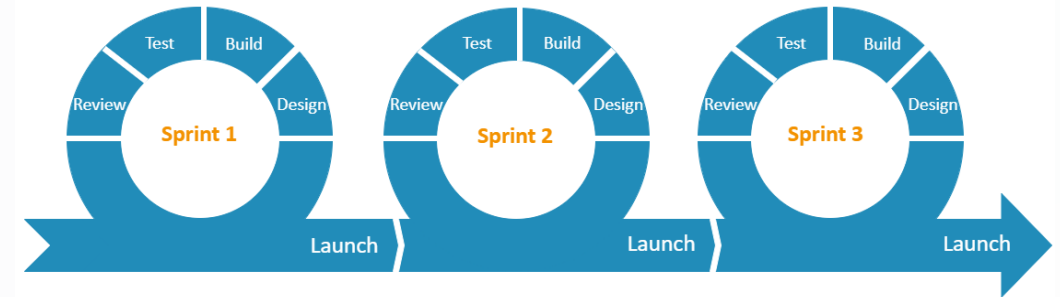 Test Build
Review Design
Sprint 1
Launch
Test Build
Review Design
Sprint 2
Launch
Test Build
Review Design
Sprint 3
Launch